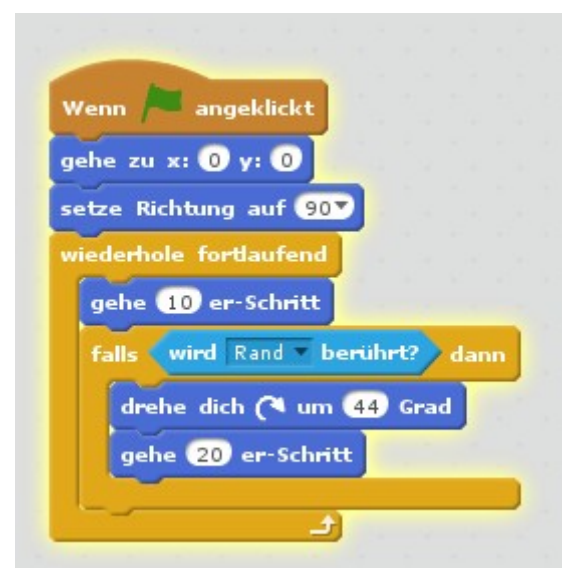 Wenn angeklickt
gehe zu x: 0 y: 0
setze Richtung auf 90
wiederhole fortlaufend
gehe 10 er-Schritt
falls wird Rand berührt? dann
drehe dich um 44 Grad
gehe 20 er-Schritt